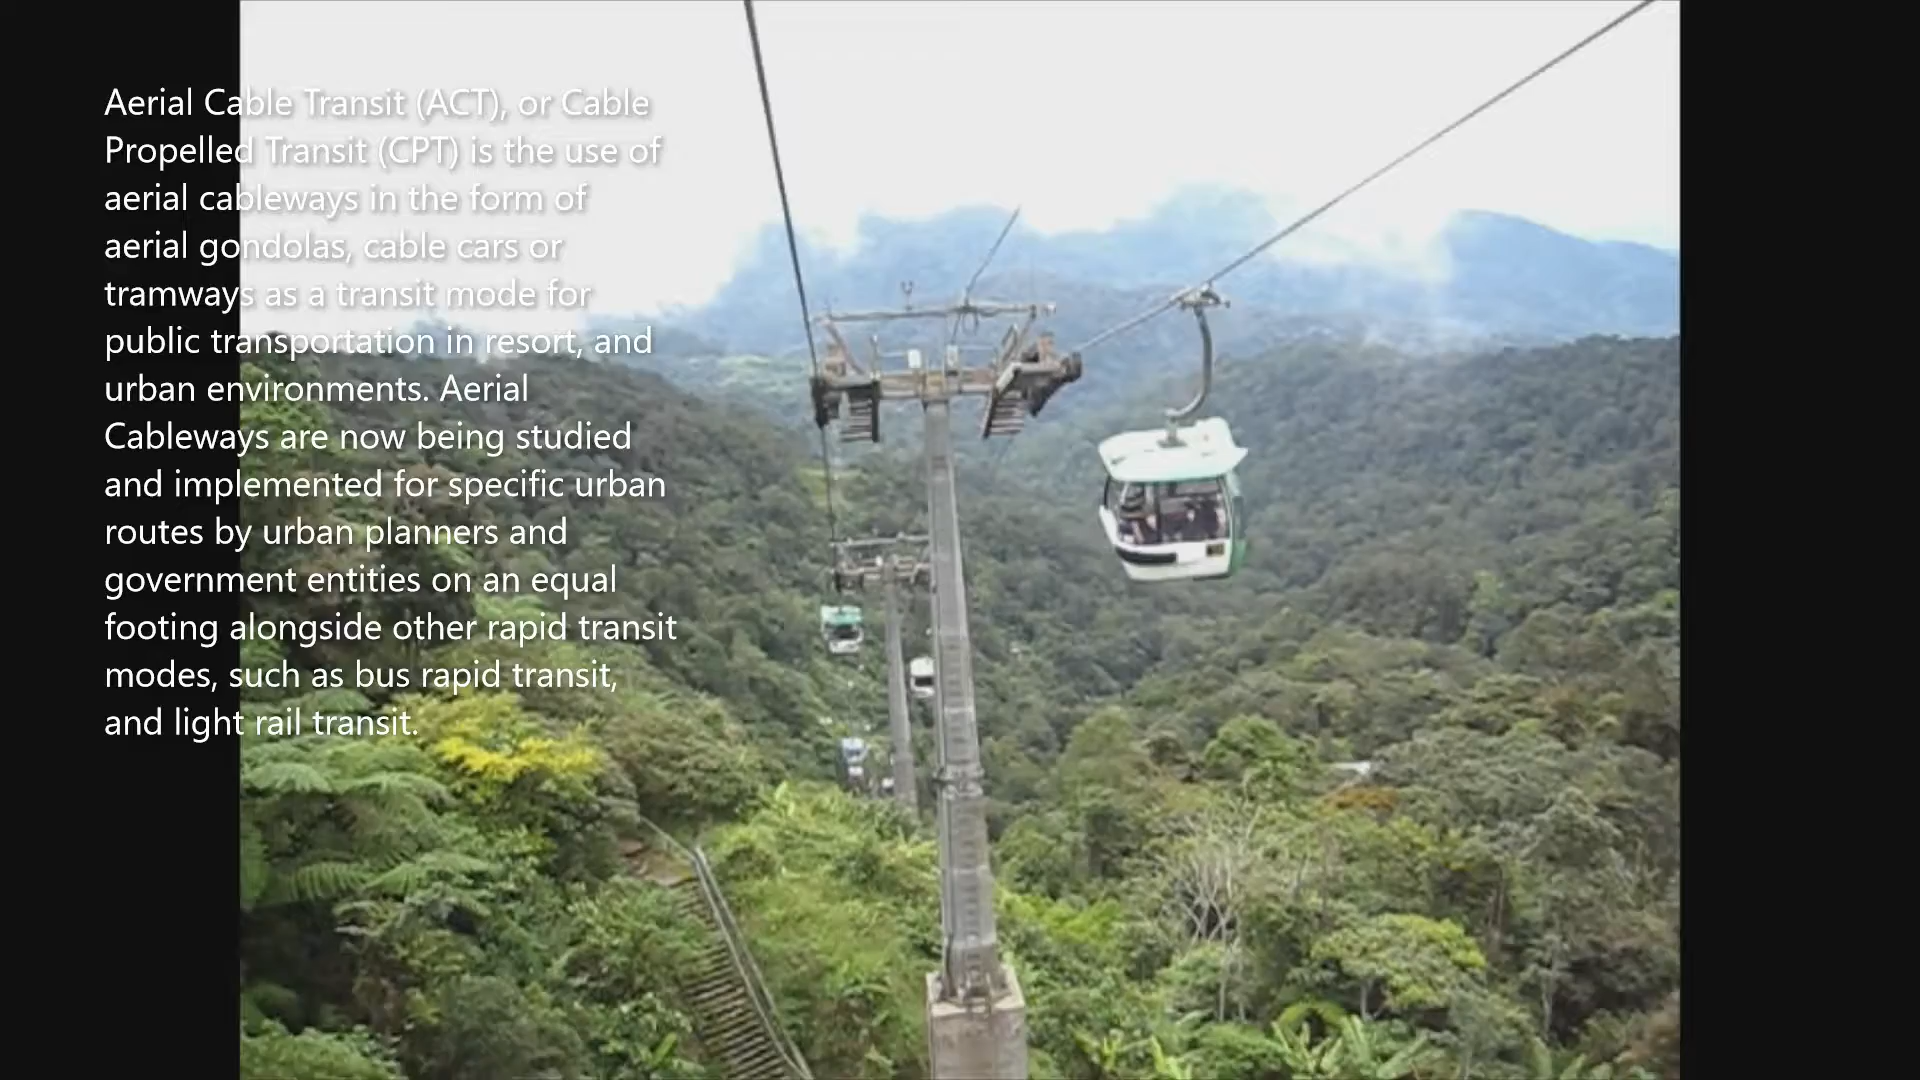 Aerial Cable Transit (ACT), or Cable
Propelled Transit (CPT) is the use of
aerial cableways in the form of
aerial gondolas, cable cars or
tramways as a transit mode for
public transportation in resort, and
urban environments. Aerial
Cableways are now being studied
and implemented for specific urban
routes by urban planners and
government entities on an equal
footing alongside other rapid transit
modes, such as bus rapid transit,
and light rail transit.